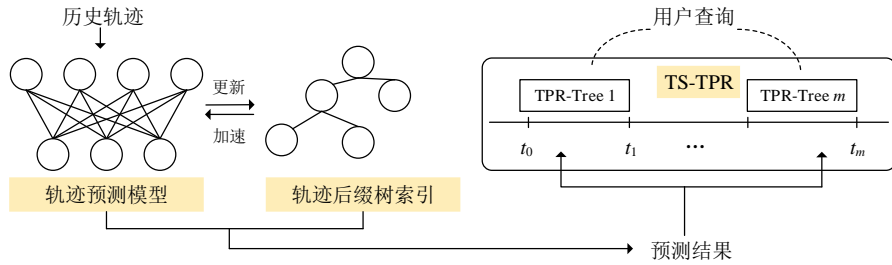 历史轨迹
更新
加速
轨迹预测模型
轨迹后缀树索引
用户查询
TS-TPR
TPR-Tree 1
TPR-Tree m
t0
t1
...
tm
预测结果